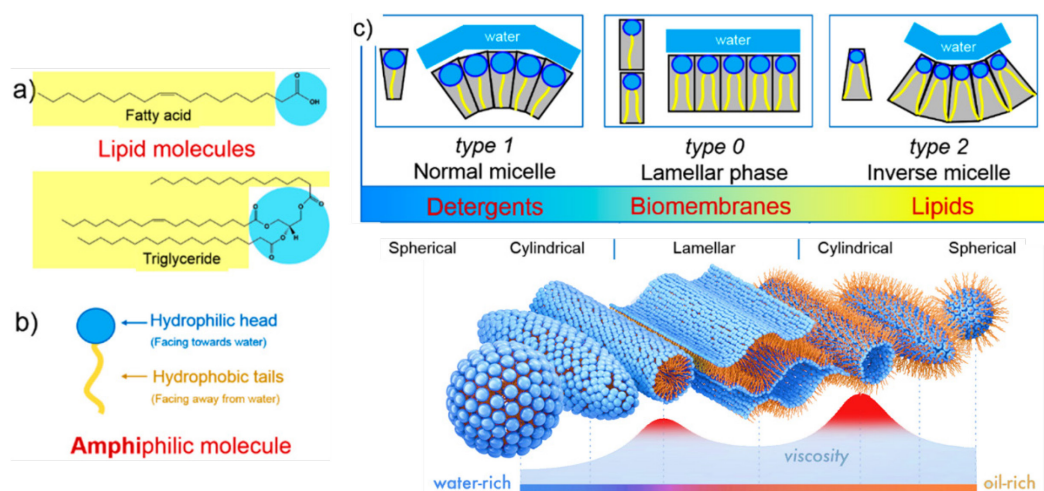 a)
O
OH
Fatty acid
Lipid molecules
O
O
O
O
O
H
O
Triglyceride
b)
Hydrophilic head
(Facing towards water)
Hydrophobic tails
(Facing away from water)
Amphiphilic molecule
c)
water
water
water
type 1
Normal micelle
type 0
Lamellar phase
type 2
Inverse micelle
Detergents
Biomembranes
Lipids
Spherical
Cylindrical
Lamellar
Cylindrical
Spherical
viscosity
water-rich
oil-rich